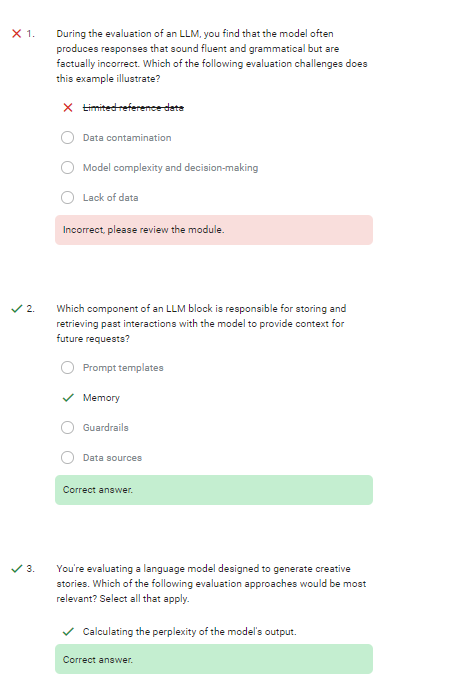 1. During the evaluation of an LLM, you find that the model often
produces responses that sound fluent and grammatical but are
factually incorrect. Which of the following evaluation challenges does
this example illustrate?
Limited reference data
Data contamination
Model complexity and decision-making
Lack of data
Incorrect, please review the module.
2. Which component of an LLM block is responsible for storing and
retrieving past interactions with the model to provide context for
future requests?
Prompt templates
Memory
Guardrails
Data sources
Correct answer.
3. You're evaluating a language model designed to generate creative
stories. Which of the following evaluation approaches would be most
relevant? Select all that apply.
Calculating the perplexity of the model's output.
Correct answer.